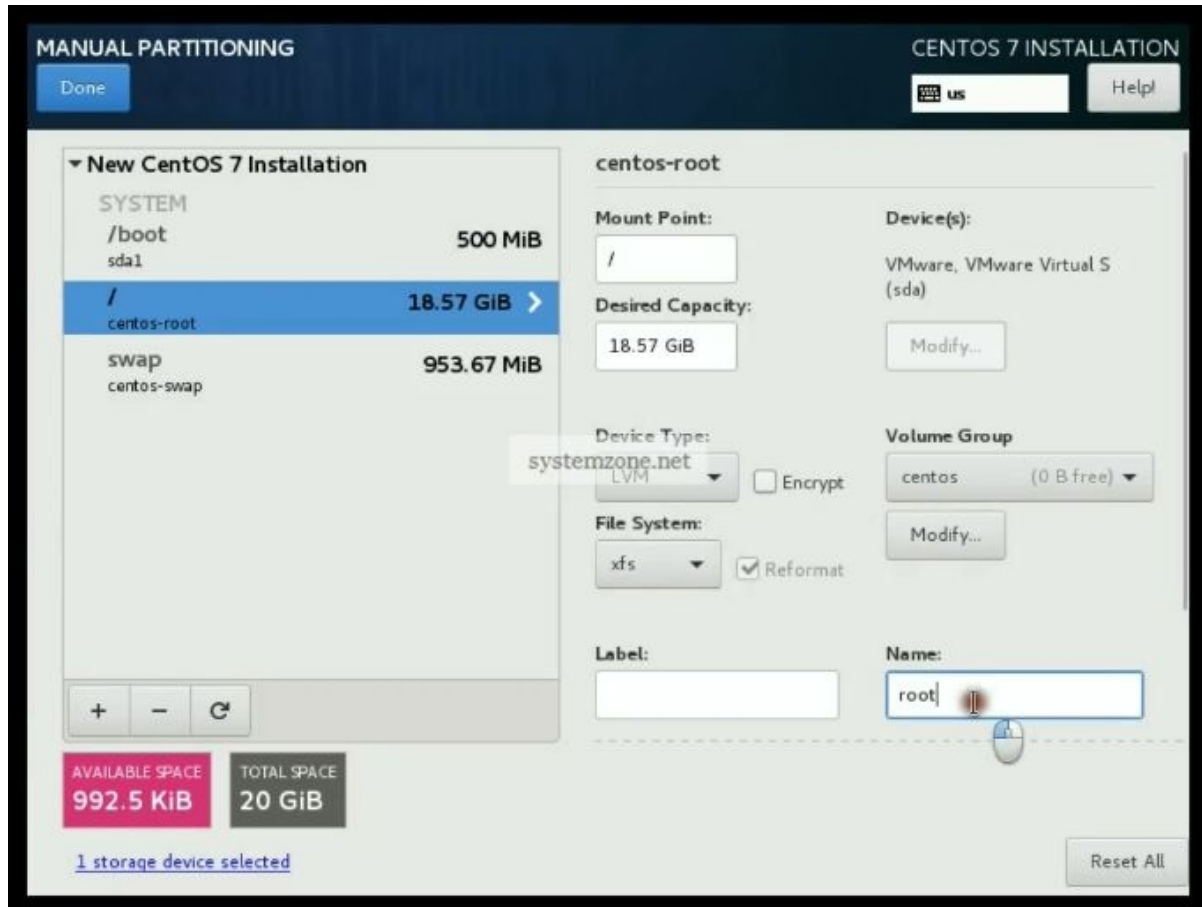 MANUAL PARTITIONING
CENTOS 7 INSTALLATION
Done
us
Help!
New CentOS 7 Installation
SYSTEM
/boot
500 MiB
sda1
/
18.57 GiB
centos-root
swap
953.67 MiB
centos-swap
centos-root
Mount Point:
Device(s):
/
VMware, VMware Virtual S
(sda)
Desired Capacity:
18.57 GiB
Modify...
Device Type:
Volume Group
systemzone.net
LVM
Encrypt
centos
(0 B free)
File System:
Modify...
xfs
Reformat
Label:
Name:
root
+ −
AVAILABLE SPACE
992.5 KiB
TOTAL SPACE
20 GiB
1 storage device selected
Reset All